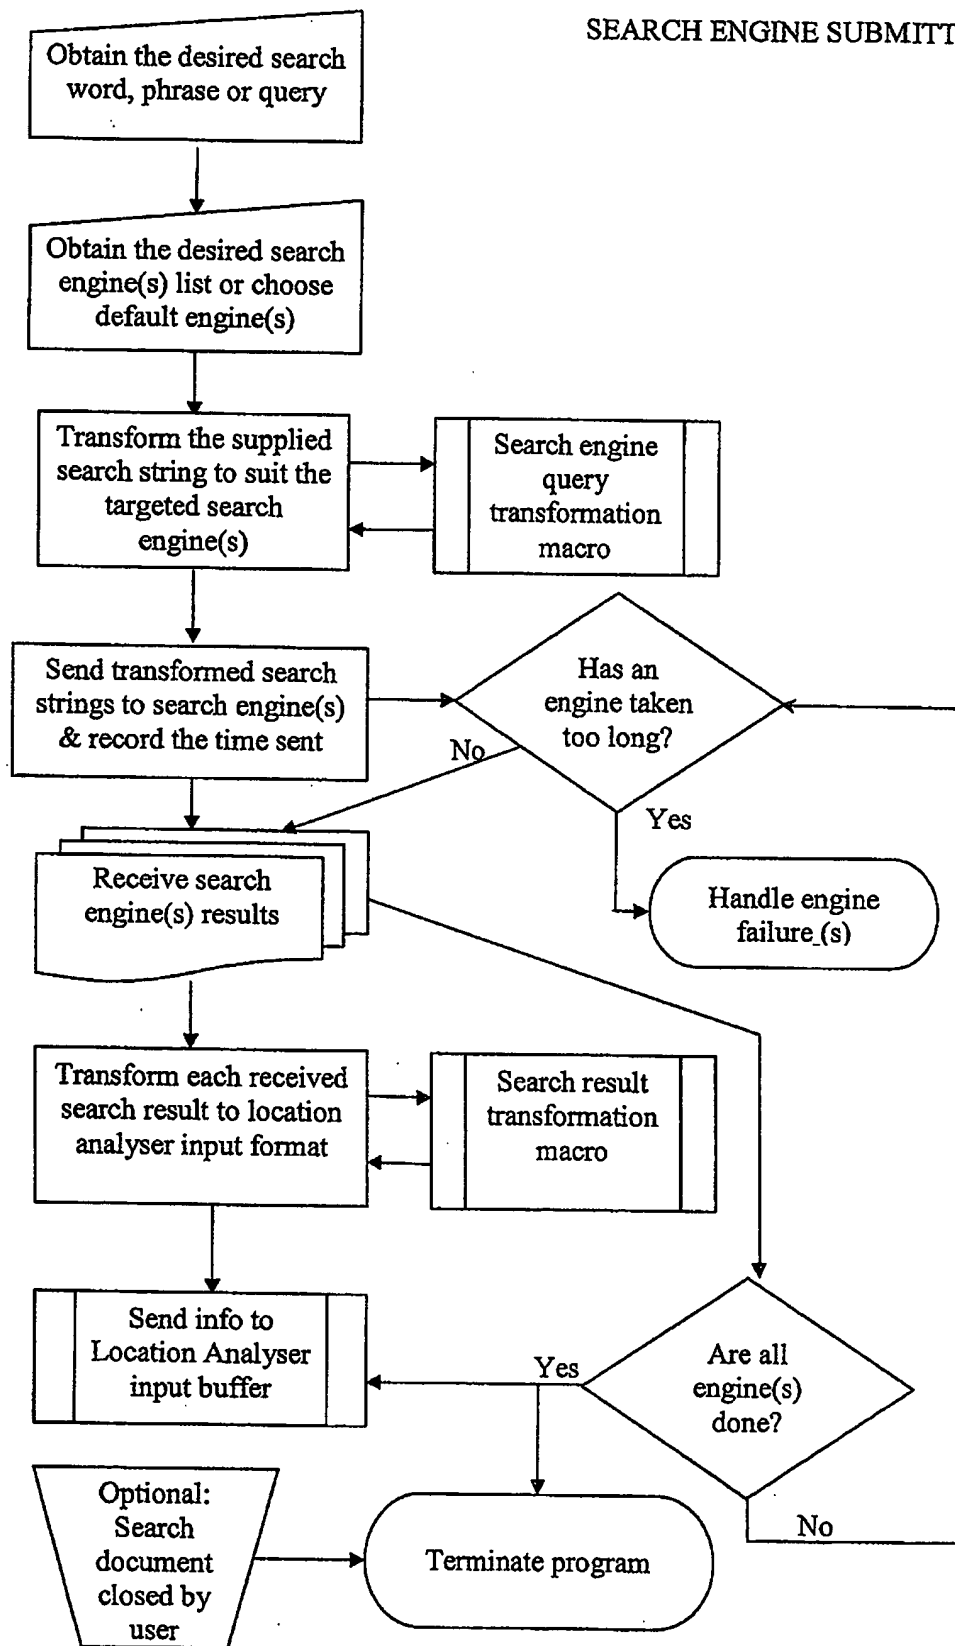 SEARCH ENGINE SUBMITT
Obtain the desired search
word, phrase or query
Obtain the desired search
engine(s) list or choose
default engine(s)
Transform the supplied
search string to suit the
targeted search
engine(s)
Search engine
query
transformation
macro
Send transformed search
strings to search engine(s)
& record the time sent
Has an
engine taken
too long?
No
Yes
Receive search
engine(s) results
Handle engine
failure_(s)
Transform each received
search result to location
analyser input format
Search result
transformation
macro
Send info to
Location Analyser
input buffer
Yes
Are all
engine(s)
done?
No
Optional:
Search
document
closed by
user
Terminate program